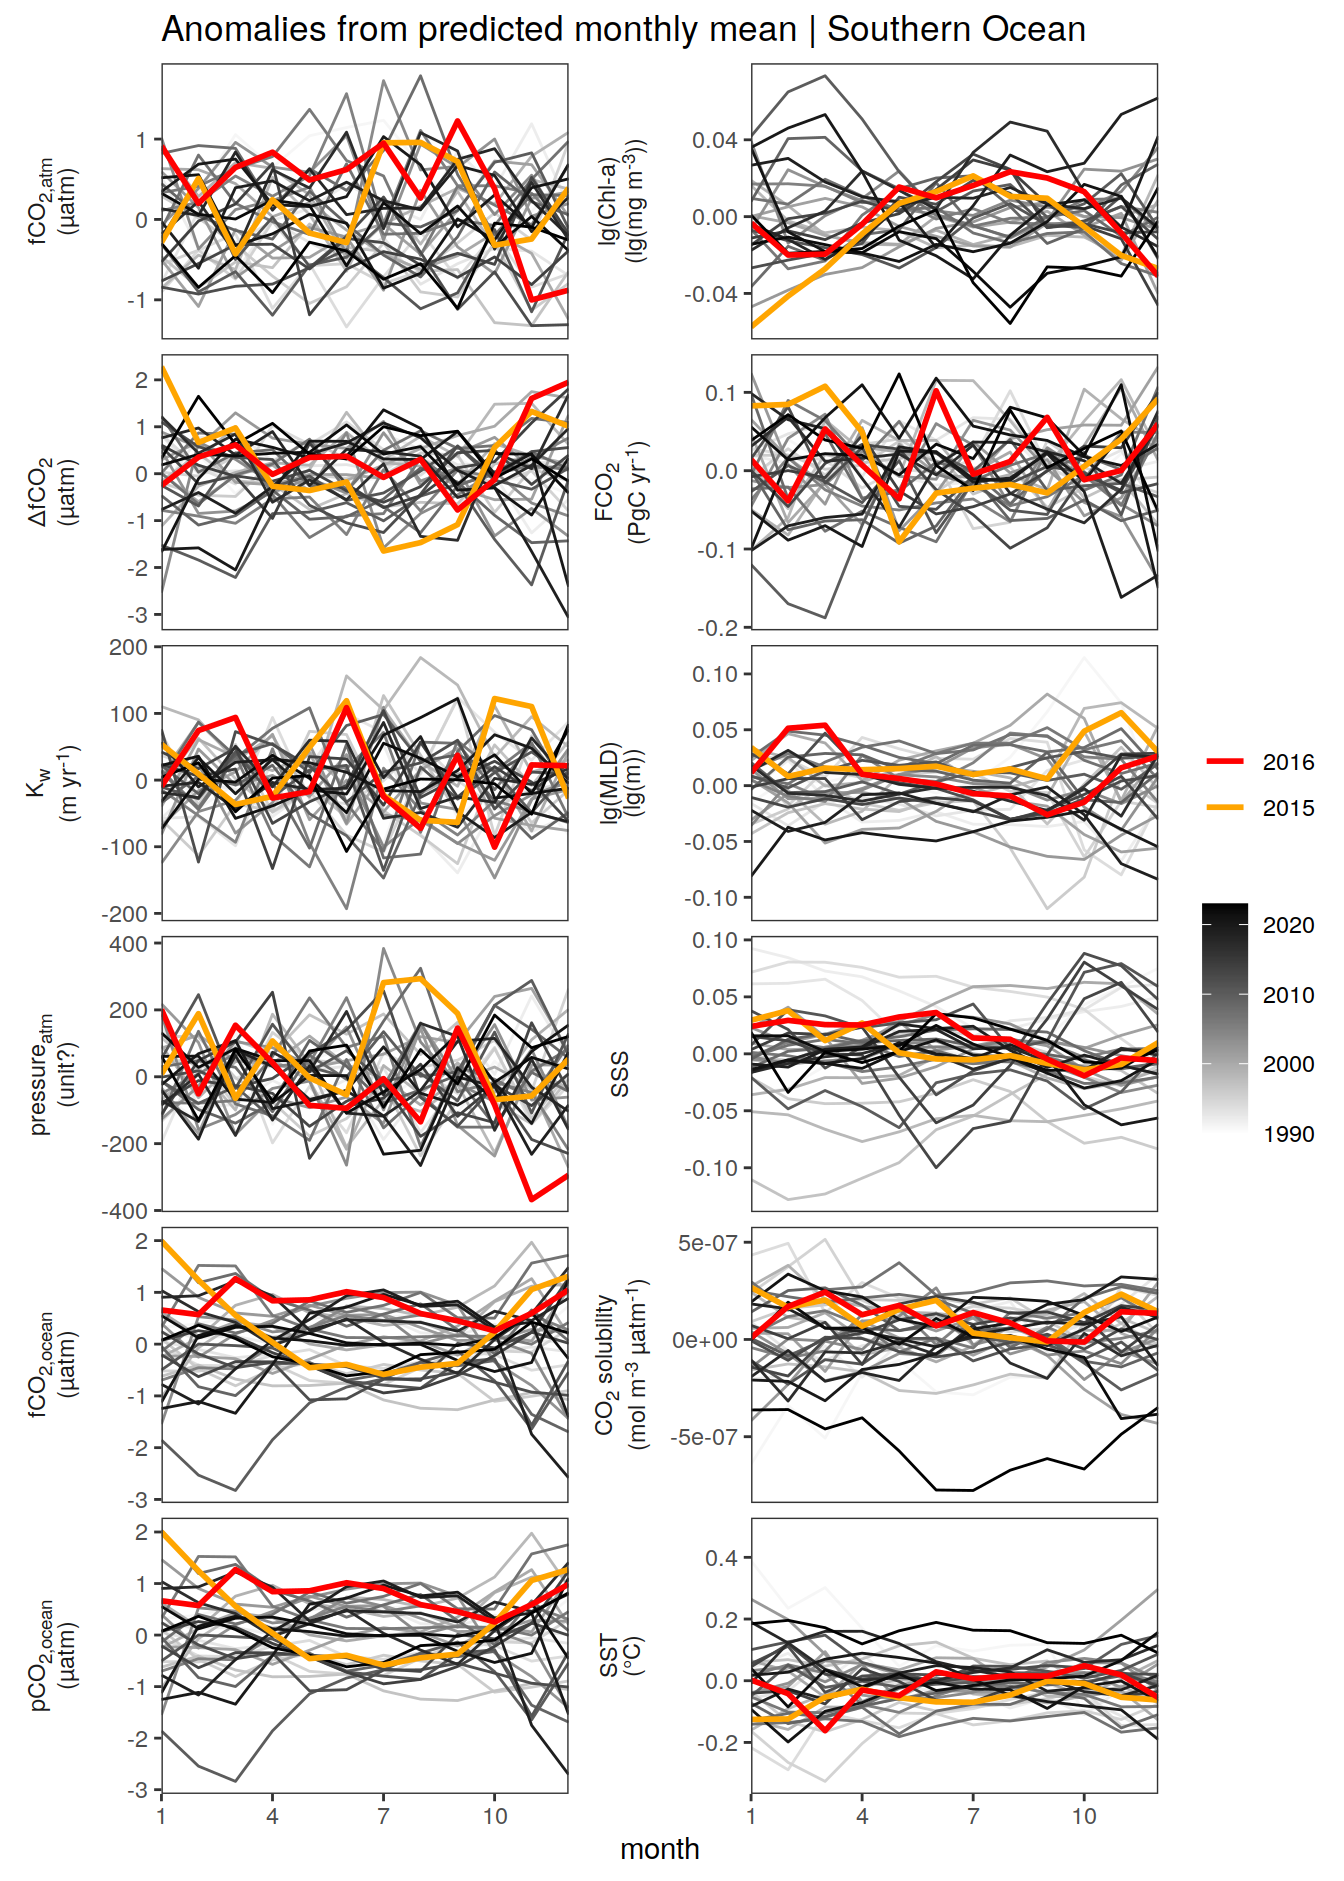 Anomalies from predicted monthly mean | Southern Ocean
fCO2,atm
(µatm)
1
0
-1
lg(Chl-a)
(lg(mg m-3))
0.04
0.00
-0.04
ΔfCO2
(µatm)
2
1
0
-1
-2
-3
FCO2
(PgC yr-1)
0.1
0.0
-0.1
-0.2
Kw
(m yr-1)
200
100
0
-100
-200
lg(MLD)
(lg(m))
0.10
0.05
0.00
-0.05
-0.10
pressureatm
(unit?)
400
200
0
-200
-400
SSS
0.10
0.05
0.00
-0.05
-0.10
fCO2,ocean
(µatm)
2
1
0
-1
-2
-3
CO2 solubility
(mol m-3 µatm-1)
5e-07
0e+00
-5e-07
pCO2,ocean
(µatm)
2
1
0
-1
-2
-3
1 4 7 10
SST
(°C)
0.4
0.2
0.0
-0.2
1 4 7 10
month
2016
2015
2020
2010
2000
1990